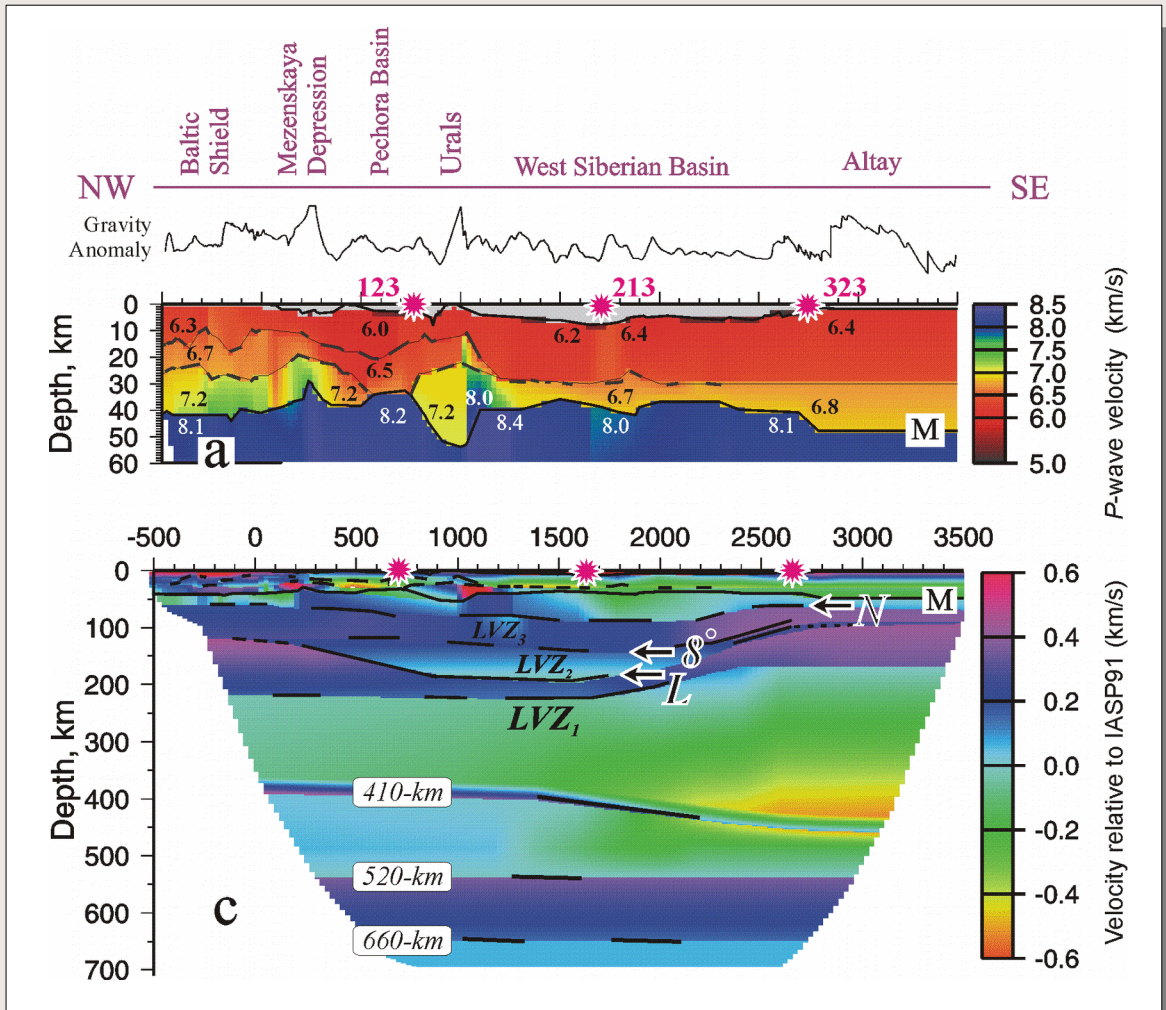 Baltic Shield
Mezenskaya Depression
Pechora Basin
Urals
West Siberian Basin
Altay
NW
SE
Gravity
Anomaly
123
213
323
0
10
20
30
40
50
60
Depth, km
6.3
6.7
7.2
8.1
6.0
6.5
7.2
8.2
7.2
8.0
8.4
6.2
6.4
6.7
8.0
6.4
6.8
8.1
M
a
8.5
8.0
7.5
7.0
6.5
6.0
5.0
P-wave velocity (km/s)
-500 0 500 1000 1500 2000 2500 3000 3500
0
100
200
300
400
500
600
700
Depth, km
M
N
LVZ3
8°
LVZ2
L
LVZ1
410-km
520-km
660-km
c
0.6
0.4
0.2
0.0
-0.2
-0.4
-0.6
Velocity relative to IASP91 (km/s)